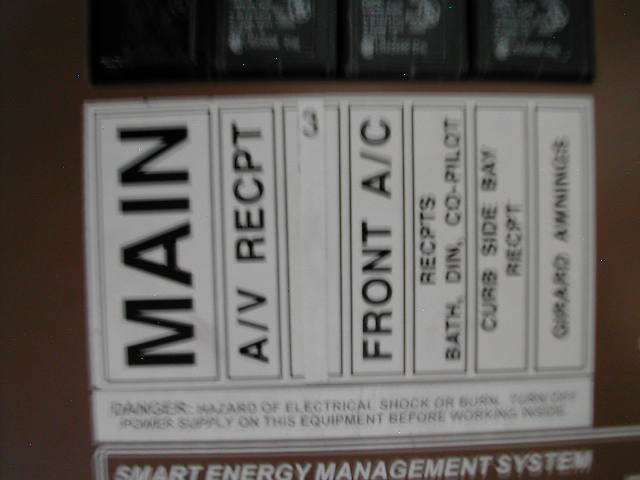 MAIN
A/V RECPT
FRONT A/C
RECPTS
BATH, DIN, CO-PILOT
CURB SIDE BAY
RECPT
GIRARD AWNINGS
DANGER: HAZARD OF ELECTRICAL SHOCK OR BURN. TURN OFF
POWER SUPPLY ON THIS EQUIPMENT BEFORE WORKING INSIDE.
SMART ENERGY MANAGEMENT SYSTEM